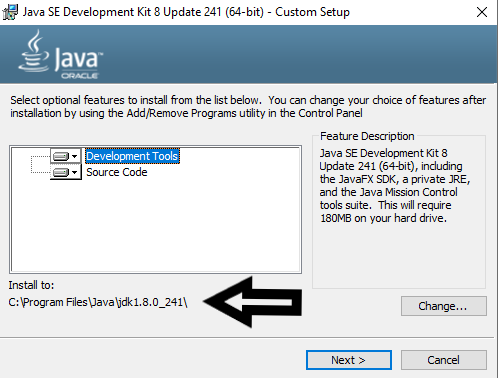 Java SE Development Kit 8 Update 241 (64-bit) - Custom Setup
Java
ORACLE
Select optional features to install from the list below. You can change your choice of features after
installation by using the Add/Remove Programs utility in the Control Panel
Development Tools
Source Code
Feature Description
Java SE Development Kit 8
Update 241 (64-bit), including
the JavaFX SDK, a private JRE,
and the Java Mission Control
tools suite. This will require
180MB on your hard drive.
Install to:
C:\Program Files\Java\jdk1.8.0_241\
Change...
Next >
Cancel